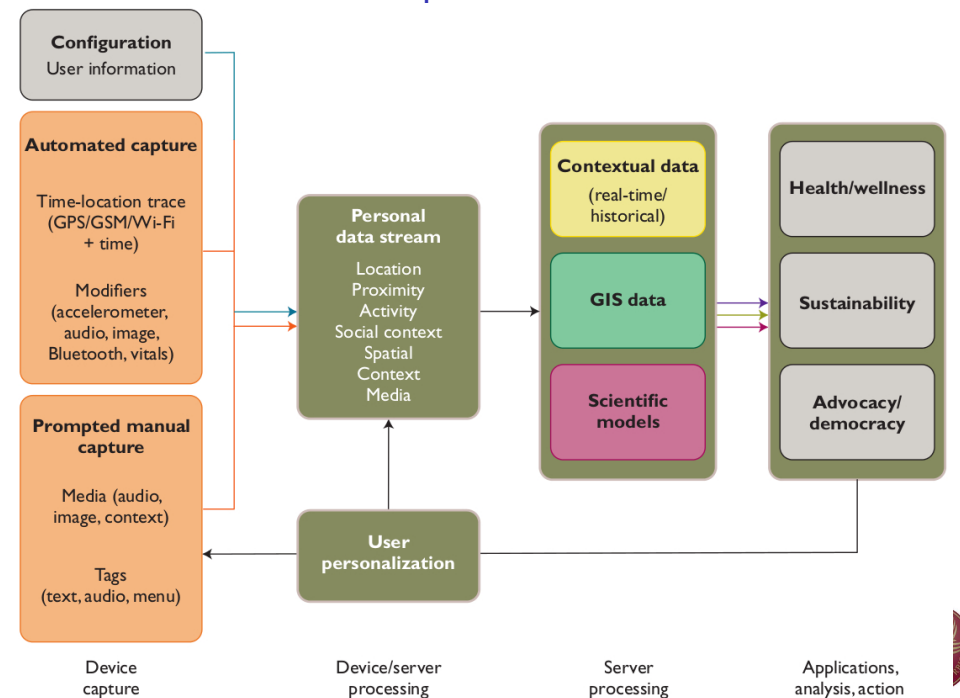 Configuration
User information
Automated capture
Time-location trace
(GPS/GSM/Wi-Fi
+ time)
Modifiers
(accelerometer,
audio, image,
Bluetooth, vitals)
Prompted manual
capture
Media (audio,
image, context)
Tags
(text, audio, menu)
Device
capture
Personal
data stream
Location
Proximity
Activity
Social context
Spatial
Context
Media
User
personalization
Device/server
processing
Contextual data
(real-time/
historical)
GIS data
Scientific
models
Server
processing
Health/wellness
Sustainability
Advocacy/
democracy
Applications,
analysis, action